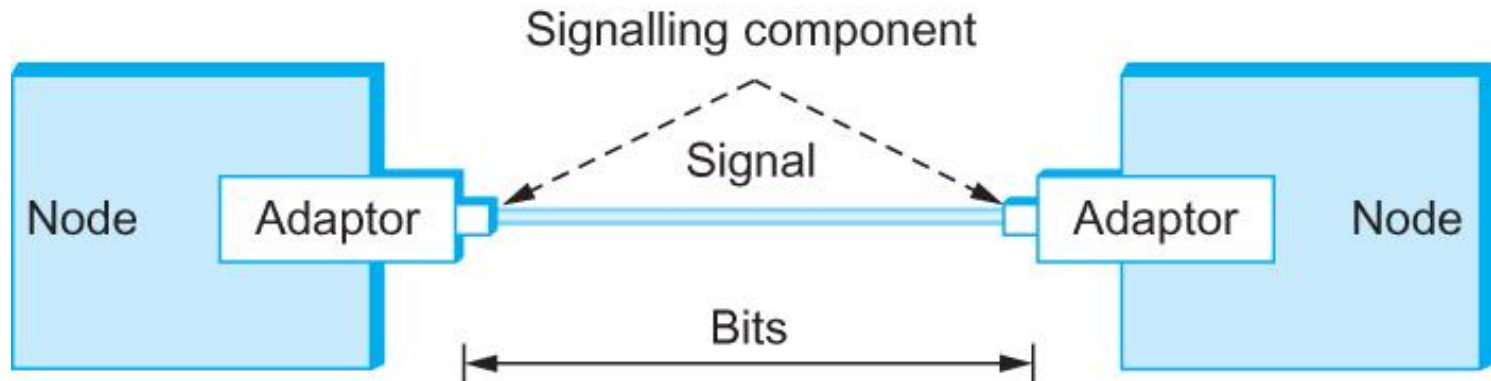 Signalling component
Signal
Node
Adaptor
Adaptor
Node
Bits